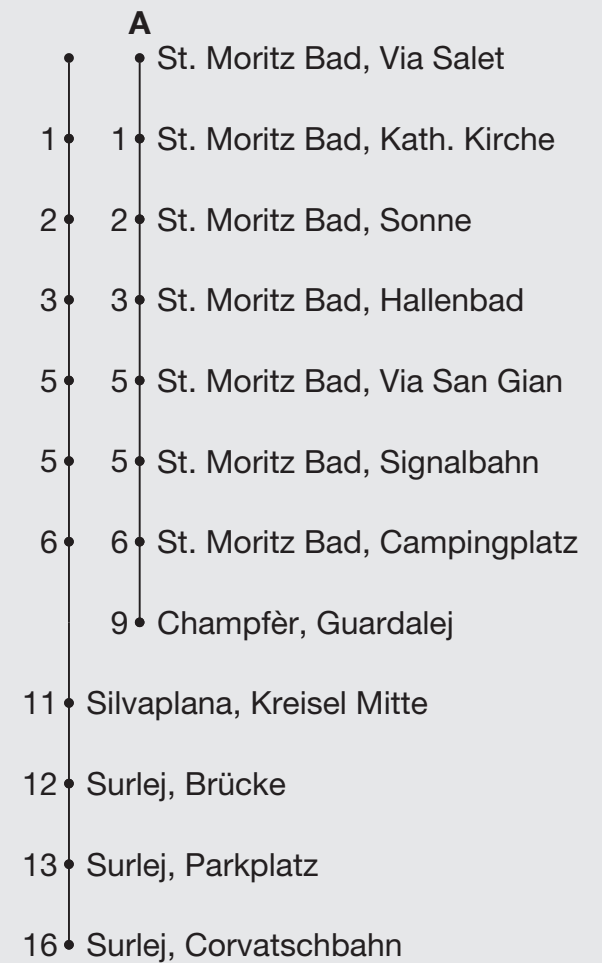 A
St. Moritz Bad, Via Salet
1 1 St. Moritz Bad, Kath. Kirche
2 2 St. Moritz Bad, Sonne
3 3 St. Moritz Bad, Hallenbad
5 5 St. Moritz Bad, Via San Gian
5 5 St. Moritz Bad, Signalbahn
6 6 St. Moritz Bad, Campingplatz
9 Champfèr, Guardalej
11 Silvaplana, Kreisel Mitte
12 Surlej, Brücke
13 Surlej, Parkplatz
16 Surlej, Corvatschbahn